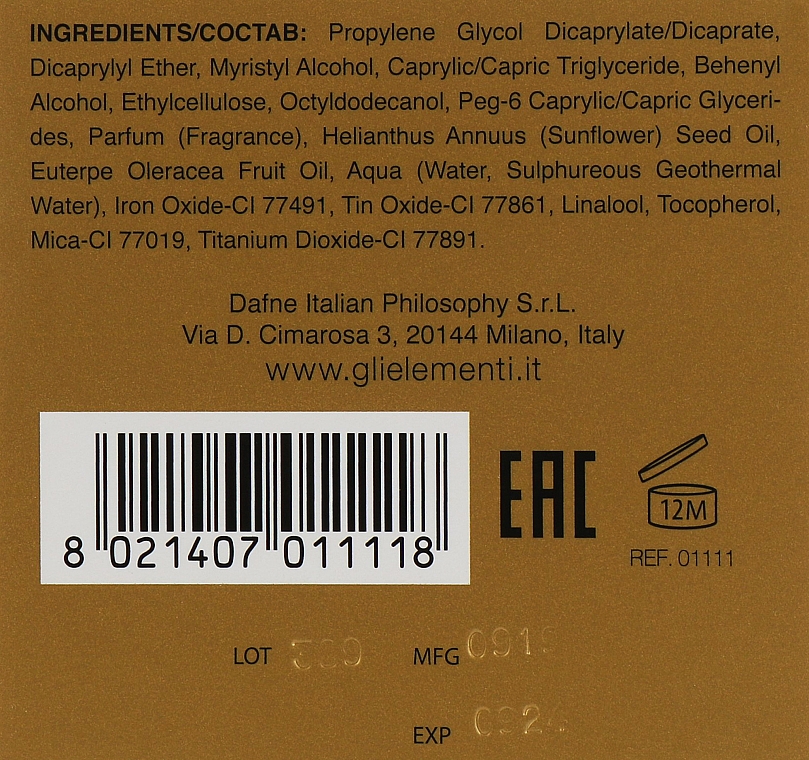 INGREDIENTS/СОСТАВ: Propylene Glycol Dicaprylate/Dicaprate,
Dicaprylyl Ether, Myristyl Alcohol, Caprylic/Capric Triglyceride, Behenyl
Alcohol, Ethylcellulose, Octyldodecanol, Peg-6 Caprylic/Capric Glyceri-
des, Parfum (Fragrance), Helianthus Annuus (Sunflower) Seed Oil,
Euterpe Oleracea Fruit Oil, Aqua (Water, Sulphureous Geothermal
Water), Iron Oxide-CI 77491, Tin Oxide-CI 77861, Linalool, Tocopherol,
Mica-CI 77019, Titanium Dioxide-CI 77891.
Dafne Italian Philosophy S.r.L.
Via D. Cimarosa 3, 20144 Milano, Italy
www.glielementi.it
8 021407 011118
EAC
12M
REF. 01111
LOT
MFG
EXP